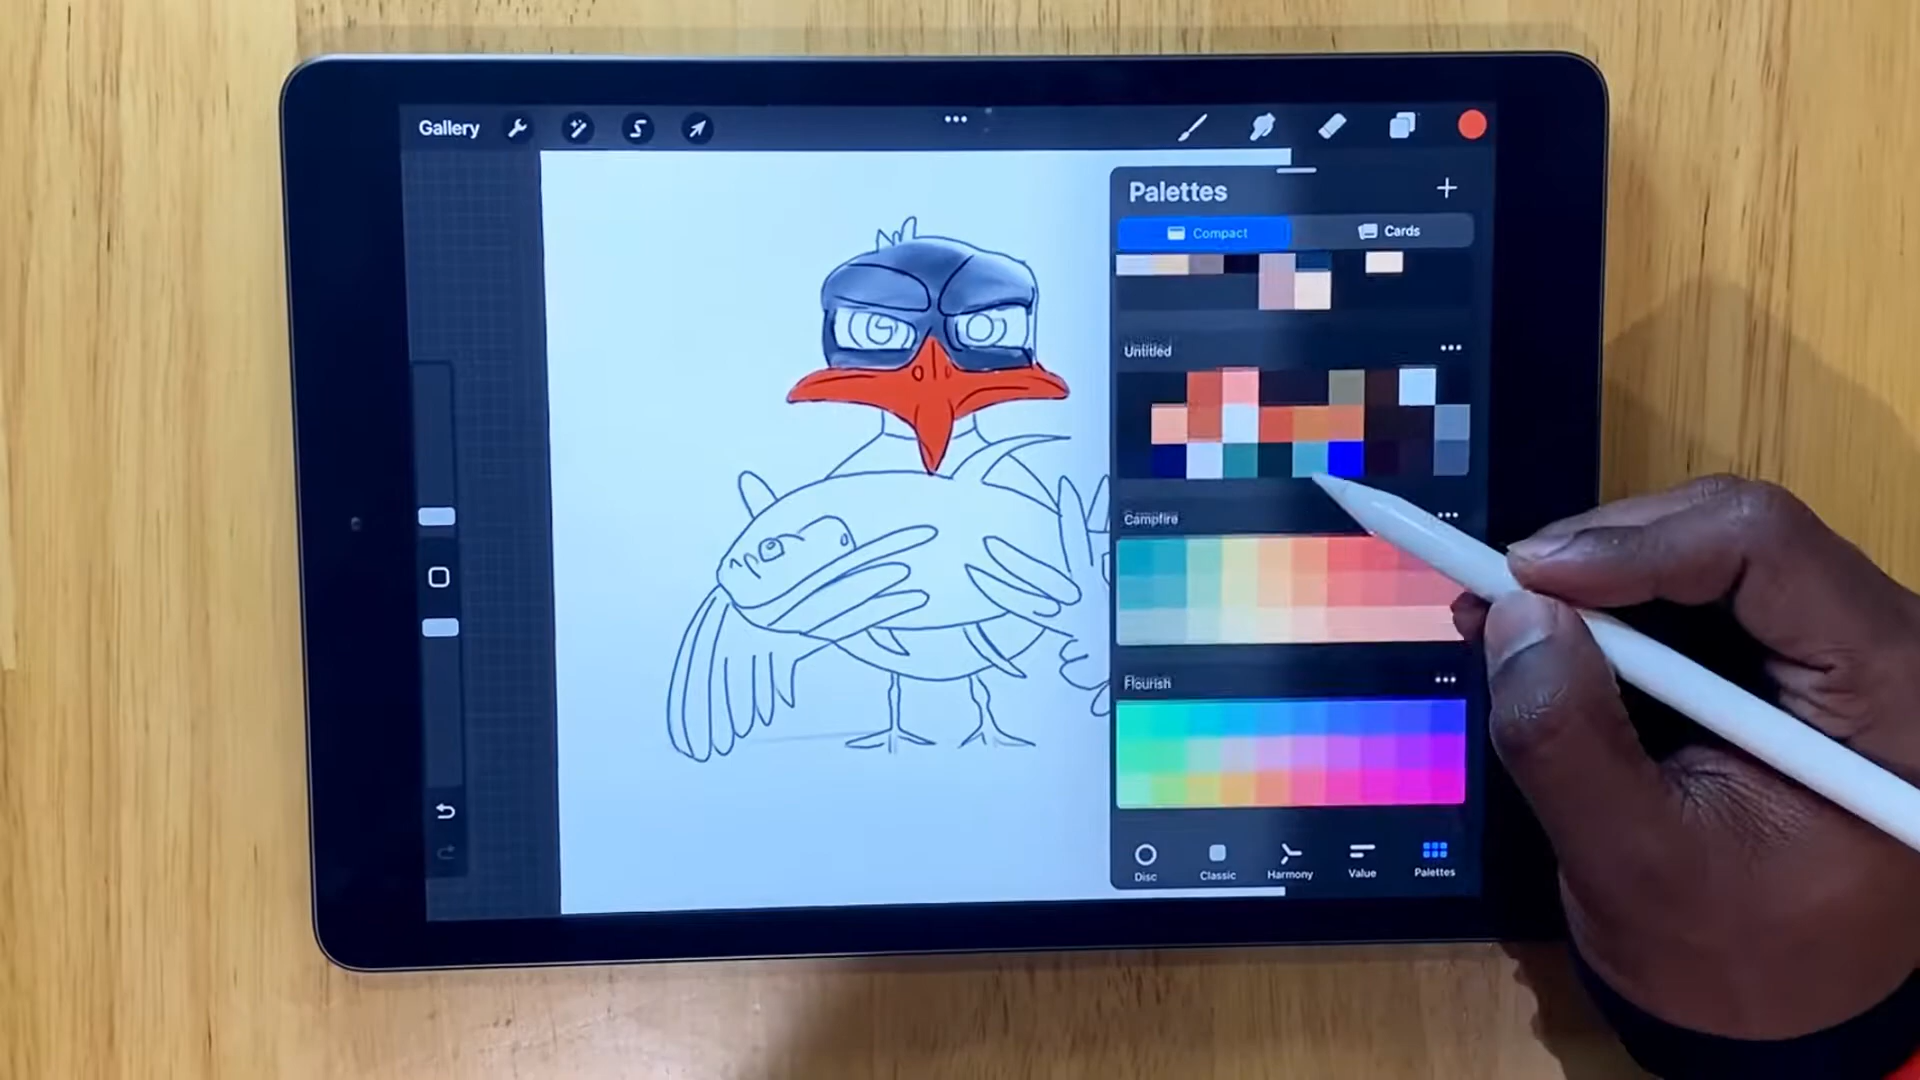 Gallery
Palettes
Compact
Cards
Untitled
Campfire
Flourish
Disc
Classic
Harmony
Value
Palettes